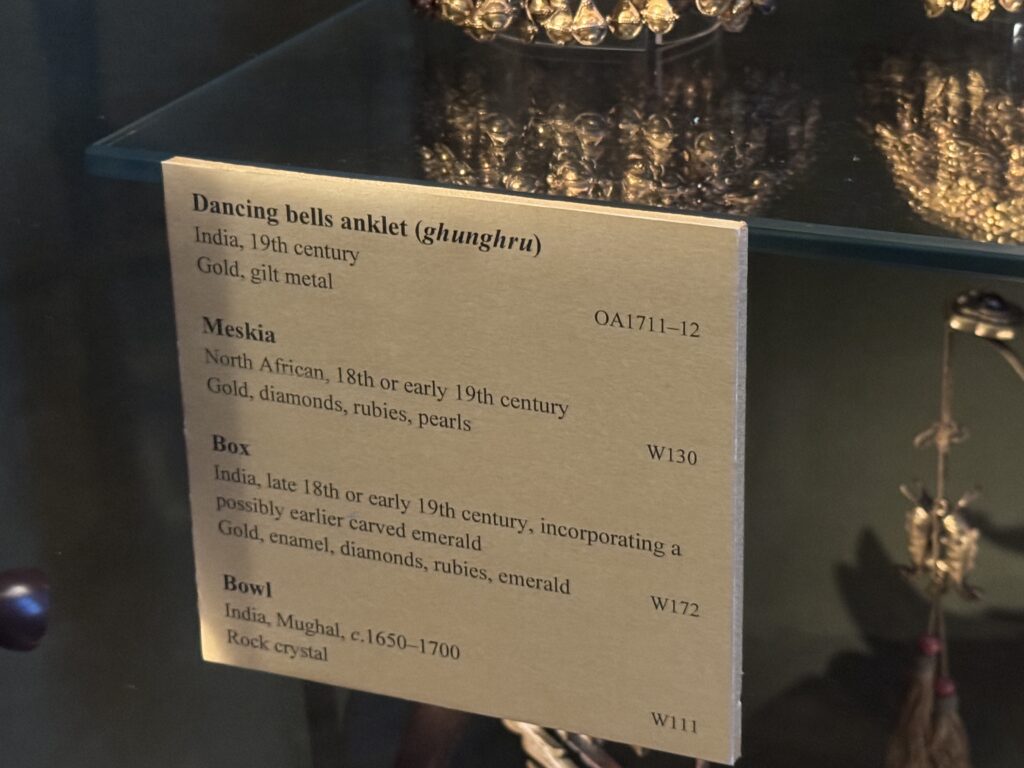 Dancing bells anklet (ghunghru)
India, 19th century
Gold, gilt metal
OA1711–12
Meskia
North African, 18th or early 19th century
Gold, diamonds, rubies, pearls
W130
Box
India, late 18th or early 19th century, incorporating a
possibly earlier carved emerald
Gold, enamel, diamonds, rubies, emerald
W172
Bowl
India, Mughal, c.1650–1700
Rock crystal
W111